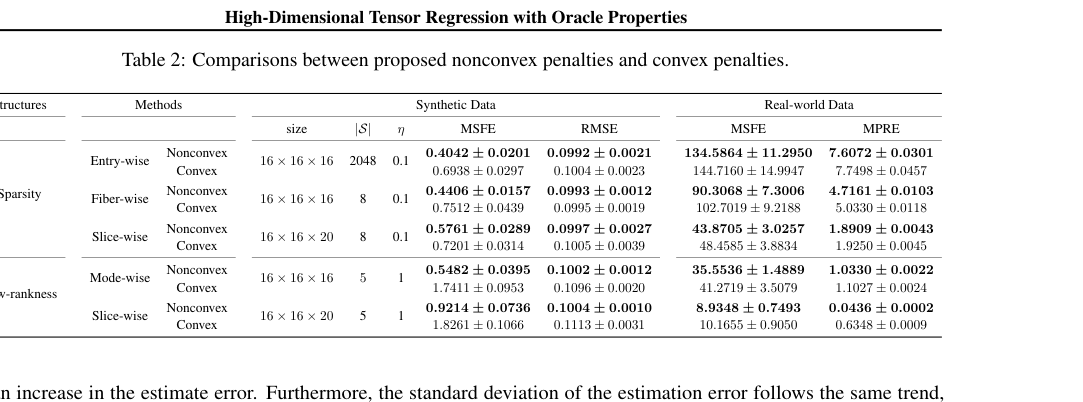 High-Dimensional Tensor Regression with Oracle Properties
Table 2: Comparisons between proposed nonconvex penalties and convex penalties.
tructures Methods Synthetic Data Real-world Data
size |𝒮| η MSFE RMSE MSFE MPRE
Sparsity
Entry-wise Nonconvex 16 × 16 × 16 2048 0.1 0.4042 ± 0.0201 0.0992 ± 0.0021 134.5864 ± 11.2950 7.6072 ± 0.0301
Convex 0.6938 ± 0.0297 0.1004 ± 0.0023 144.7160 ± 14.9947 7.7498 ± 0.0457
Fiber-wise Nonconvex 16 × 16 × 16 8 0.1 0.4406 ± 0.0157 0.0993 ± 0.0012 90.3068 ± 7.3006 4.7161 ± 0.0103
Convex 0.7512 ± 0.0439 0.0995 ± 0.0019 102.7019 ± 9.2188 5.0330 ± 0.0118
Slice-wise Nonconvex 16 × 16 × 20 8 0.1 0.5761 ± 0.0289 0.0997 ± 0.0027 43.8705 ± 3.0257 1.8909 ± 0.0043
Convex 0.7201 ± 0.0314 0.1005 ± 0.0039 48.4585 ± 3.8834 1.9250 ± 0.0045
w-rankness
Mode-wise Nonconvex 16 × 16 × 16 5 1 0.5482 ± 0.0395 0.1002 ± 0.0012 35.5536 ± 1.4889 1.0330 ± 0.0022
Convex 1.7411 ± 0.0953 0.1096 ± 0.0020 41.2719 ± 3.5079 1.1027 ± 0.0024
Slice-wise Nonconvex 16 × 16 × 20 5 1 0.9214 ± 0.0736 0.1004 ± 0.0010 8.9348 ± 0.7493 0.0436 ± 0.0002
Convex 1.8261 ± 0.1066 0.1113 ± 0.0031 10.1655 ± 0.9050 0.6348 ± 0.0009
n increase in the estimate error. Furthermore, the standard deviation of the estimation error follows the same trend,